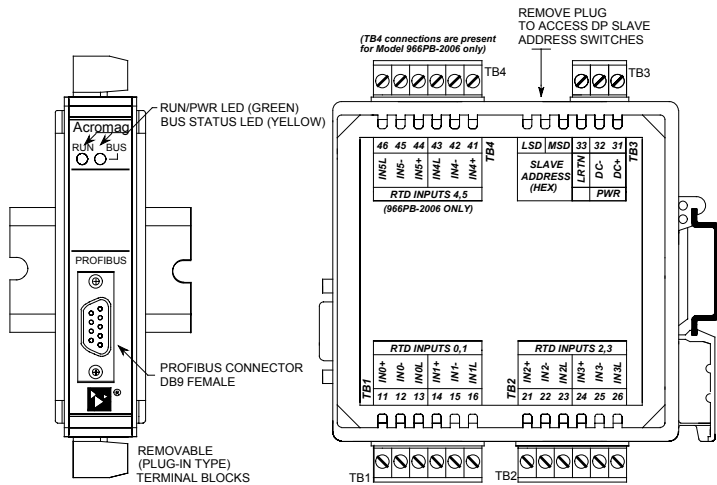 REMOVE PLUG
TO ACCESS DP SLAVE
ADDRESS SWITCHES
(TB4 connections are present
for Model 966PB-2006 only)
TB4
TB3
RUN/PWR LED (GREEN)
BUS STATUS LED (YELLOW)
Acromag
RUN BUS
46 45 44 43 42 41
IN5L IN5- IN5+ IN4L IN4- IN4+
TB4
RTD INPUTS 4,5
(966PB-2006 ONLY)
LSD MSD 33 32 31
SLAVE
ADDRESS
(HEX)
LRTN DC- DC+
PWR
TB3
PROFIBUS
PROFIBUS CONNECTOR
DB9 FEMALE
®
RTD INPUTS 0,1
TB1
IN0+ IN0- IN0L IN1+ IN1- IN1L
11 12 13 14 15 16
RTD INPUTS 2,3
TB2
IN2+ IN2- IN2L IN3+ IN3- IN3L
21 22 23 24 25 26
REMOVABLE
(PLUG-IN TYPE)
TERMINAL BLOCKS
TB1
TB2